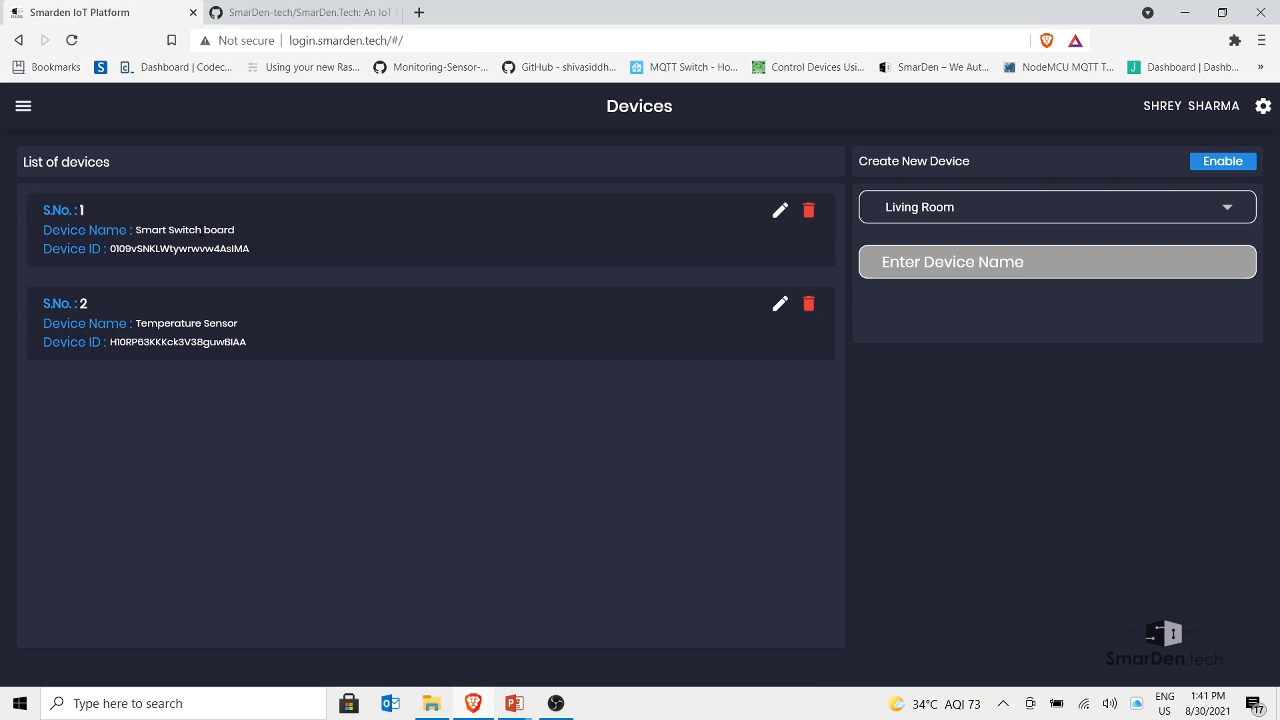 Smarden IoT Platform
SmarDen-tech/SmarDen.Tech: An IoT
Not secure
login.smarden.tech/#/
Bookmarks
S
Dashboard | Codec...
Using your new Ras...
Monitoring-Sensor-...
GitHub - shivasiddh...
MQTT Switch - Ho...
Control Devices Usi...
SmarDen – We Aut...
NodeMCU MQTT T...
J
Dashboard | Dashb...
»
Devices
SHREY SHARMA
List of devices
Create New Device
Enable
S.No. : 1
Device Name : Smart Switch board
Device ID : 0109vSNKLWtywrwvw4AsIMA
Living Room
Enter Device Name
S.No. : 2
Device Name : Temperature Sensor
Device ID : H10RP63KKKck3V38guwBIAA
SmarDen.tech
Type here to search
34°C AQI 73
ENG
US
1:41 PM
8/30/2021
17